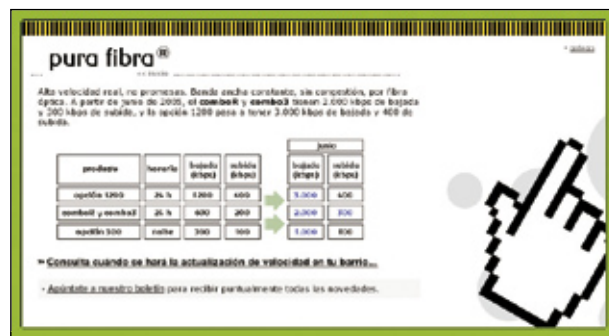 pura fibra®
Alta velocidad real, no promesas. Banda ancha constante, sin congestión, por fibra
óptica. A partir de junio de 2005, el combo2 y combo3 tienen 2.000 kbps de bajada
y 300 kbps de subida, y la opción 1200 pasa a tener 3.000 kbps de bajada y 400 de
subida.
junio
producto horario bajada (kbps) subida (kbps) bajada (kbps) subida (kbps)
opción 1200 24 h 1200 400 3.000 400
combo2 y combo3 24 h 600 200 2.000 300
opción 300 noche 300 100 1.000
» Consulta cuándo se hará la actualización de velocidad en tu barrio...
· Apúntate a nuestro boletín para recibir puntualmente todas las novedades.